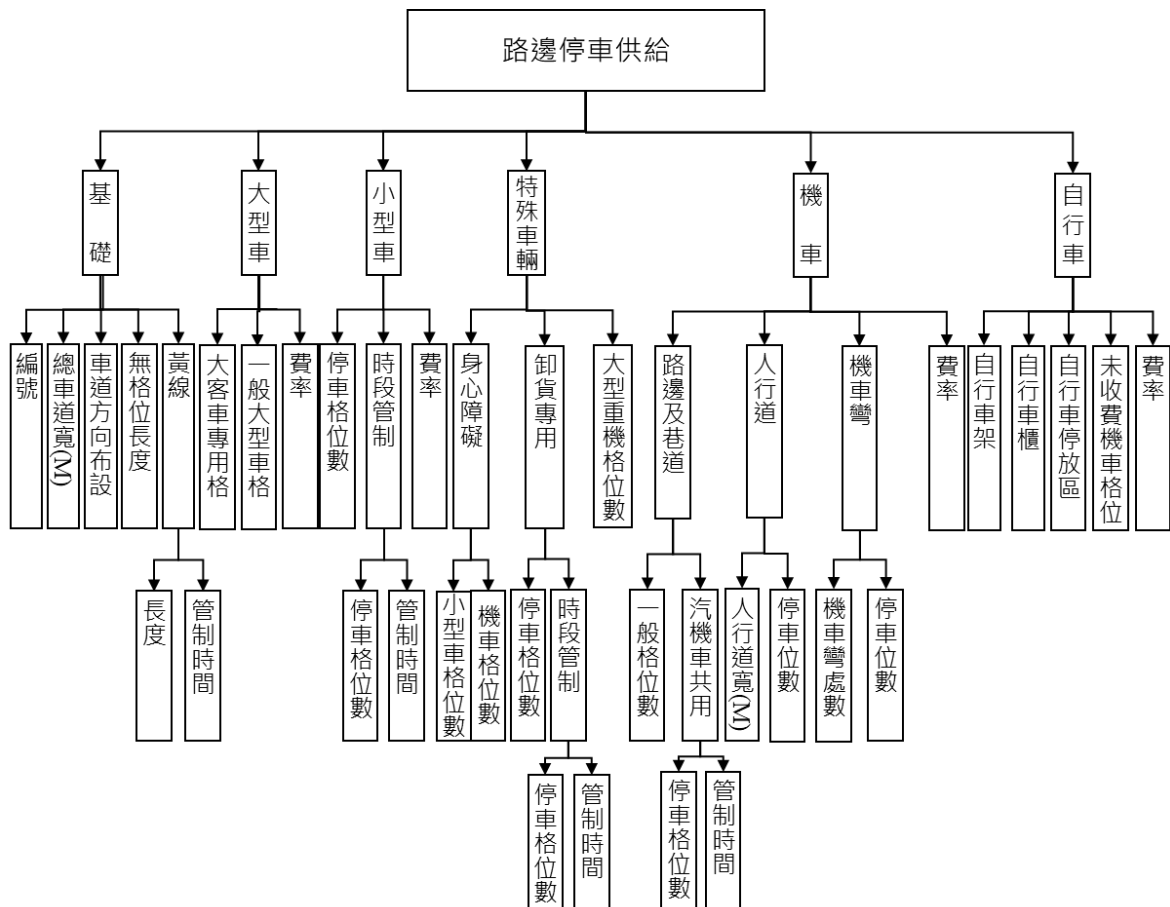 路邊停車供給
基礎
大型車
小型車
特殊車輛
機車
自行車
編號
總車道寬(M)
車道方向布設
無格位長度
黃線
大客車專用格
一般大型車格
費率
停車格位數
時段管制
費率
身心障礙
卸貨專用
大型重機格位數
路邊及巷道
人行道
機車彎
費率
自行車架
自行車櫃
自行車停放區
未收費機車格位
費率
長度
管制時間
停車格位數
管制時間
小型車格位數
機車格位數
停車格位數
時段管制
一般格位數
汽機車共用
人行道寬(M)
停車位數
機車彎處數
停車位數
停車格位數
管制時間
停車格位數
管制時間